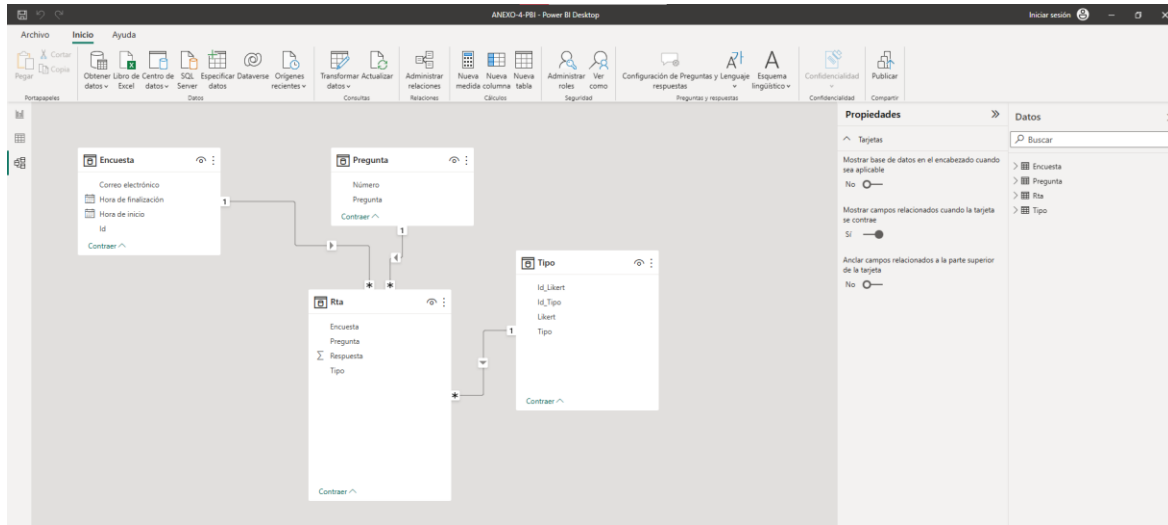 ANEXO-4-PBI - Power BI Desktop
Iniciar sesión
Archivo Inicio Ayuda
Pegar
Cortar
Copia
Portapapeles
Obtener datos
Libro de Excel
Centro de datos
SQL Server
Especificar datos
Dataverse
Orígenes recientes
Datos
Transformar datos
Actualizar
Consultas
Administrar relaciones
Relaciones
Nueva medida
Nueva columna
Nueva tabla
Cálculos
Administrar roles
Ver como
Seguridad
Configuración de Preguntas y respuestas
Lenguaje
Esquema lingüístico
Preguntas y respuestas
Confidencialidad
Confidencialidad
Publicar
Compartir
Encuesta
Correo electrónico
Hora de finalización
Hora de inicio
Id
Contraer
1
Pregunta
Número
Pregunta
Contraer
1
* *
Rta
Encuesta
Pregunta
Σ Respuesta
Tipo
Contraer
*
Tipo
Id_Likert
Id_Tipo
Likert
Tipo
Contraer
1
Propiedades
Tarjetas
Mostrar base de datos en el encabezado cuando
sea aplicable
No
Mostrar campos relacionados cuando la tarjeta
se contrae
Sí
Anclar campos relacionados a la parte superior
de la tarjeta
No
Datos
Buscar
Encuesta
Pregunta
Rta
Tipo